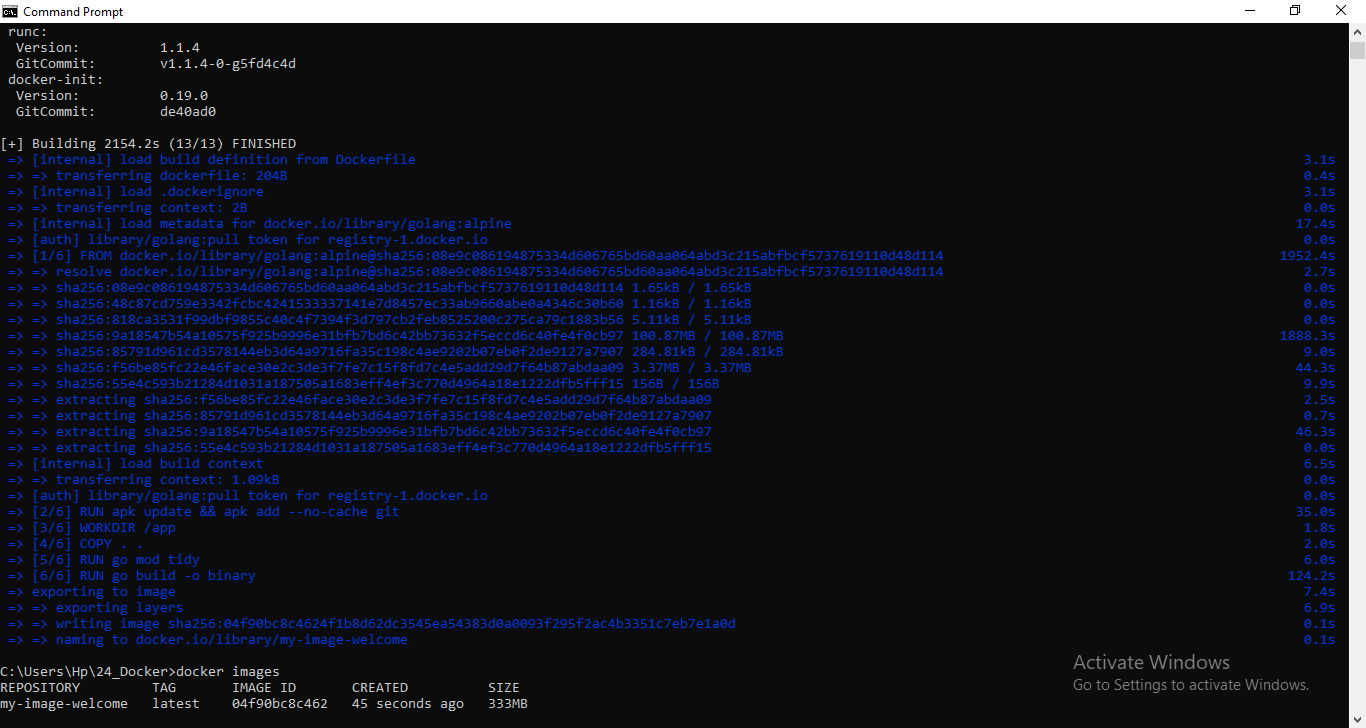 Command Prompt
runc:
Version: 1.1.4
GitCommit: v1.1.4-0-g5fd4c4d
docker-init:
Version: 0.19.0
GitCommit: de40ad0
[+] Building 2154.2s (13/13) FINISHED
=> [internal] load build definition from Dockerfile 3.1s
=> => transferring dockerfile: 204B 0.4s
=> [internal] load .dockerignore 3.1s
=> => transferring context: 2B 0.0s
=> [internal] load metadata for docker.io/library/golang:alpine 17.4s
=> [auth] library/golang:pull token for registry-1.docker.io 0.0s
=> [1/6] FROM docker.io/library/golang:alpine@sha256:08e9c086194875334d606765bd60aa064abd3c215abfbcf5737619110d48d114 1952.4s
=> => resolve docker.io/library/golang:alpine@sha256:08e9c086194875334d606765bd60aa064abd3c215abfbcf5737619110d48d114 2.7s
=> => sha256:08e9c086194875334d606765bd60aa064abd3c215abfbcf5737619110d48d114 1.65kB / 1.65kB 0.0s
=> => sha256:48c87cd759e3342fcbc4241533337141e7d8457ec33ab9660abe0a4346c30b60 1.16kB / 1.16kB 0.0s
=> => sha256:818ca3531f99dbf9855c40c4f7394f3d797cb2feb8525200c275ca79c1883b56 5.11kB / 5.11kB 0.0s
=> => sha256:9a18547b54a10575f925b9996e31bfb7bd6c42bb73632f5eccd6c40fe4f0cb97 100.87MB / 100.87MB 1888.3s
=> => sha256:85791d961cd3578144eb3d64a9716fa35c198c4ae9202b07eb0f2de9127a7907 284.81kB / 284.81kB 9.0s
=> => sha256:f56be85fc22e46face30e2c3de3f7fe7c15f8fd7c4e5add29d7f64b87abdaa09 3.37MB / 3.37MB 44.3s
=> => sha256:55e4c593b21284d1031a187505a1683eff4ef3c770d4964a18e1222dfb5fff15 156B / 156B 9.9s
=> => extracting sha256:f56be85fc22e46face30e2c3de3f7fe7c15f8fd7c4e5add29d7f64b87abdaa09 2.5s
=> => extracting sha256:85791d961cd3578144eb3d64a9716fa35c198c4ae9202b07eb0f2de9127a7907 0.7s
=> => extracting sha256:9a18547b54a10575f925b9996e31bfb7bd6c42bb73632f5eccd6c40fe4f0cb97 46.3s
=> => extracting sha256:55e4c593b21284d1031a187505a1683eff4ef3c770d4964a18e1222dfb5fff15 0.0s
=> [internal] load build context 6.5s
=> => transferring context: 1.09kB 0.0s
=> [auth] library/golang:pull token for registry-1.docker.io 0.0s
=> [2/6] RUN apk update && apk add --no-cache git 35.0s
=> [3/6] WORKDIR /app 1.8s
=> [4/6] COPY . . 2.0s
=> [5/6] RUN go mod tidy 6.0s
=> [6/6] RUN go build -o binary 124.2s
=> exporting to image 7.4s
=> => exporting layers 6.9s
=> => writing image sha256:04f90bc8c4624f1b8d62dc3545ea54383d0a0093f295f2ac4b3351c7eb7e1a0d 0.1s
=> => naming to docker.io/library/my-image-welcome 0.1s
C:\Users\Hp\24_Docker>docker images
REPOSITORY TAG IMAGE ID CREATED SIZE
my-image-welcome latest 04f90bc8c462 45 seconds ago 333MB
Activate Windows
Go to Settings to activate Windows.